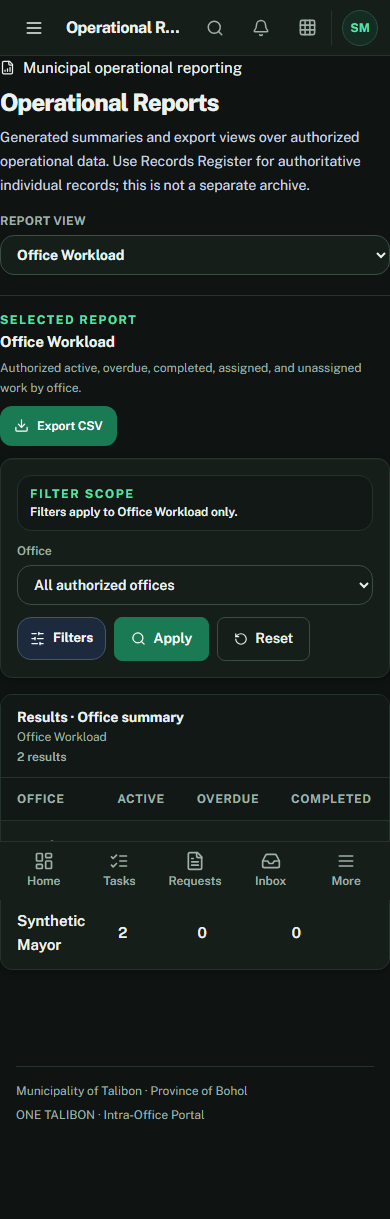 Operational R...
SM
Municipal operational reporting
Operational Reports
Generated summaries and export views over authorized
operational data. Use Records Register for authoritative
individual records; this is not a separate archive.
REPORT VIEW
Office Workload
SELECTED REPORT
Office Workload
Authorized active, overdue, completed, assigned, and unassigned
work by office.
Export CSV
FILTER SCOPE
Filters apply to Office Workload only.
Office
All authorized offices
Filters
Apply
Reset
Results · Office summary
Office Workload
2 results
OFFICE ACTIVE OVERDUE COMPLETED
Home Tasks Requests Inbox More
Synthetic
Mayor
2 0 0
Municipality of Talibon · Province of Bohol
ONE TALIBON · Intra-Office Portal